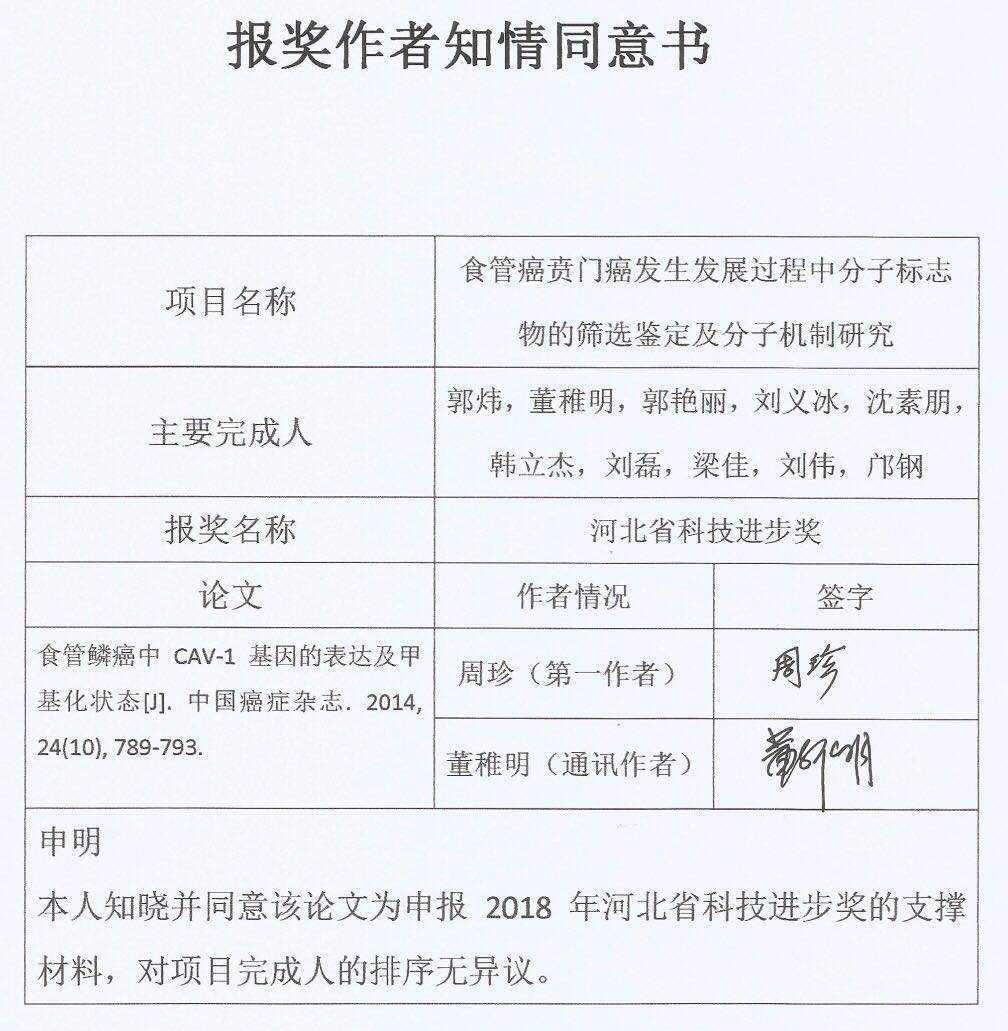 报奖作者知情同意书
项目名称
食管癌贲门癌发生发展过程中分子标志
物的筛选鉴定及分子机制研究
主要完成人
郭炜，董稚明，郭艳丽，刘义冰，沈素朋，
韩立杰，刘磊，梁佳，刘伟，邝钢
报奖名称
河北省科技进步奖
论文
作者情况
签字
食管鳞癌中 CAV-1 基因的表达及甲
基化状态[J]. 中国癌症杂志. 2014,
24(10), 789-793.
周珍（第一作者）
周珍
董稚明（通讯作者）
董稚明
申明
本人知晓并同意该论文为申报 2018 年河北省科技进步奖的支撑
材料，对项目完成人的排序无异议。